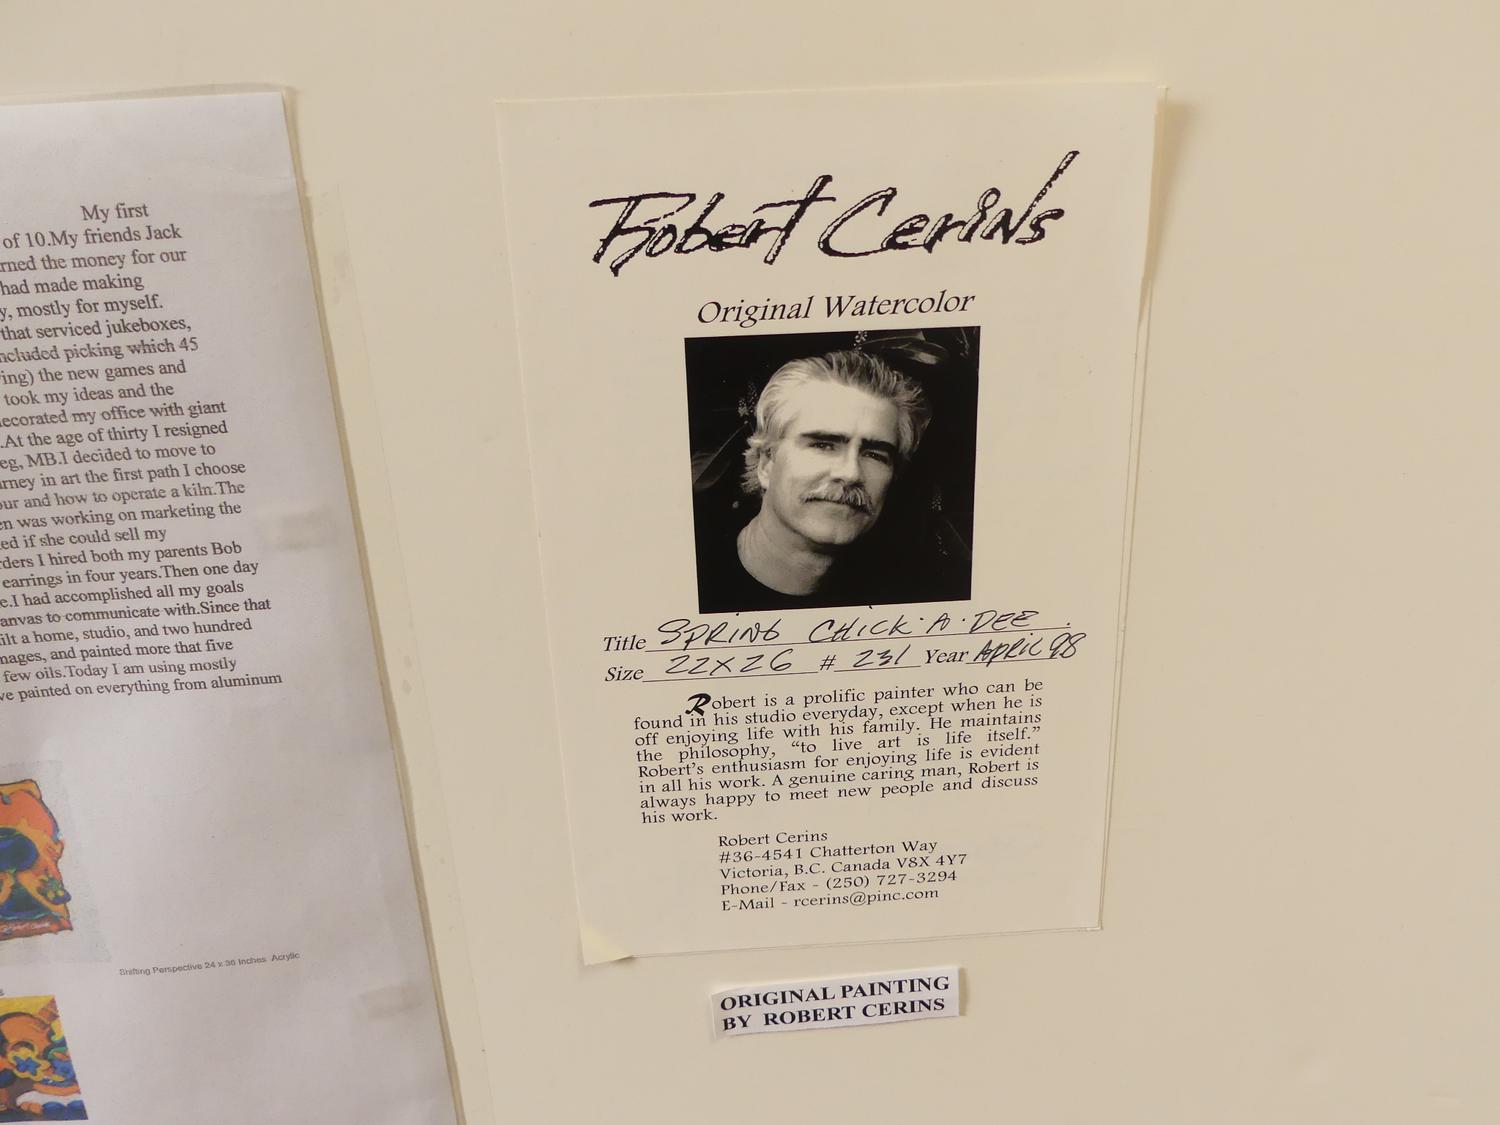 My first
of 10.My friends Jack
rned the money for our
had made making
y, mostly for myself.
that serviced jukeboxes,
ncluded picking which 45
ring) the new games and
took my ideas and the
decorated my office with giant
.At the age of thirty I resigned
eg, MB.I decided to move to
rney in art the first path I choose
our and how to operate a kiln.The
en was working on marketing the
ed if she could sell my
rders I hired both my parents Bob
earrings in four years.Then one day
e.I had accomplished all my goals
anvas to communicate with.Since that
ilt a home, studio, and two hundred
mages, and painted more that five
few oils.Today I am using mostly
ve painted on everything from aluminum
Shifting Perspective 24 x 36 Inches Acrylic
Robert Cerins
Original Watercolor
Title SPRING CHICK·A·DEE.
Size 22X26 # 231 Year APRIL 98
Robert is a prolific painter who can be
found in his studio everyday, except when he is
off enjoying life with his family. He maintains
the philosophy, “to live art is life itself.”
Robert's enthusiasm for enjoying life is evident
in all his work. A genuine caring man, Robert is
always happy to meet new people and discuss
his work.
Robert Cerins
#36-4541 Chatterton Way
Victoria, B.C. Canada V8X 4Y7
Phone/Fax - (250) 727-3294
E-Mail - rcerins@pinc.com
ORIGINAL PAINTING
BY ROBERT CERINS